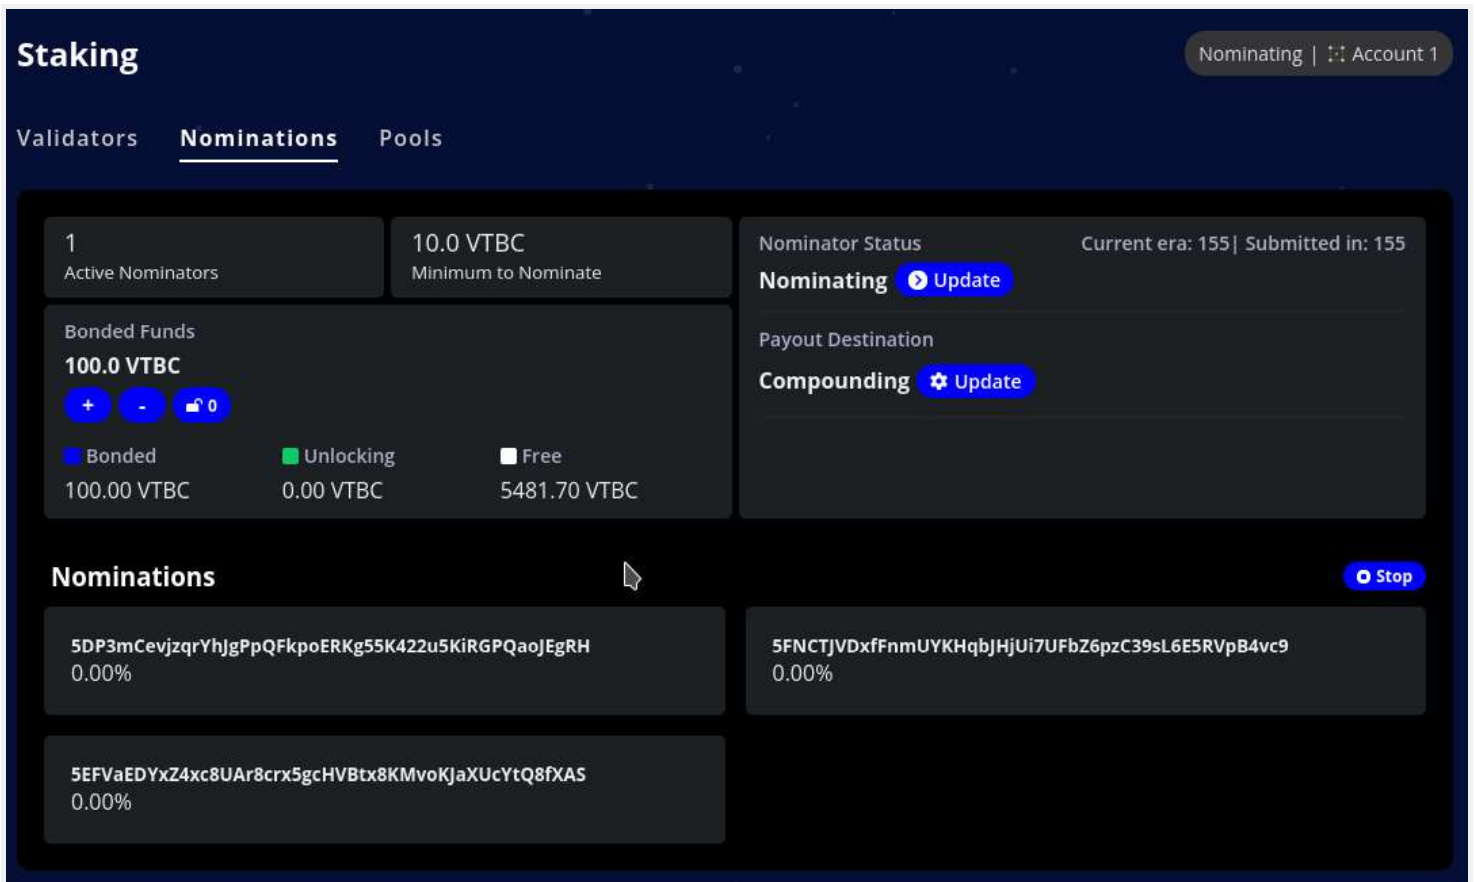 Staking
Nominating | Account 1
Validators Nominations Pools
1
Active Nominators
10.0 VTBC
Minimum to Nominate
Nominator Status
Current era: 155| Submitted in: 155
Nominating Update
Payout Destination
Compounding Update
Bonded Funds
100.0 VTBC
+ - 0
Bonded Unlocking Free
100.00 VTBC 0.00 VTBC 5481.70 VTBC
Nominations
Stop
5DP3mCevjzqrYhJgPpQFkpoERKg55K422u5KiRGPQaoJEgRH
0.00%
5FNCTJVDxfFnmUYKHqbJHjUi7UFbZ6pzC39sL6E5RVpB4vc9
0.00%
5EFVaEDYxZ4xc8UAr8crx5gcHVBtx8KMvoKJaXUcYtQ8fXAS
0.00%